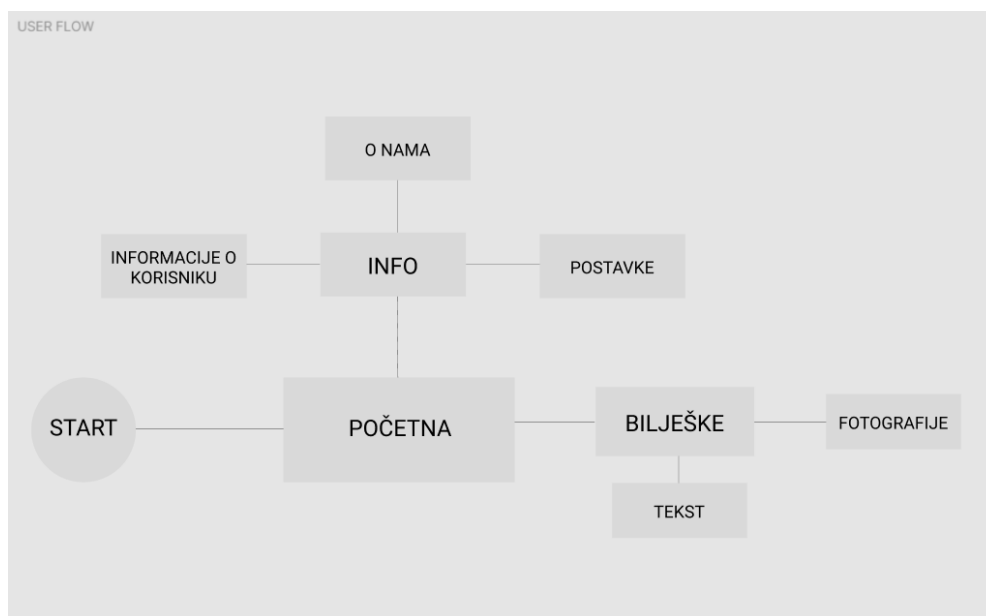 USER FLOW
O NAMA
INFORMACIJE O
KORISNIKU
INFO
POSTAVKE
START
POČETNA
BILJEŠKE
FOTOGRAFIJE
TEKST